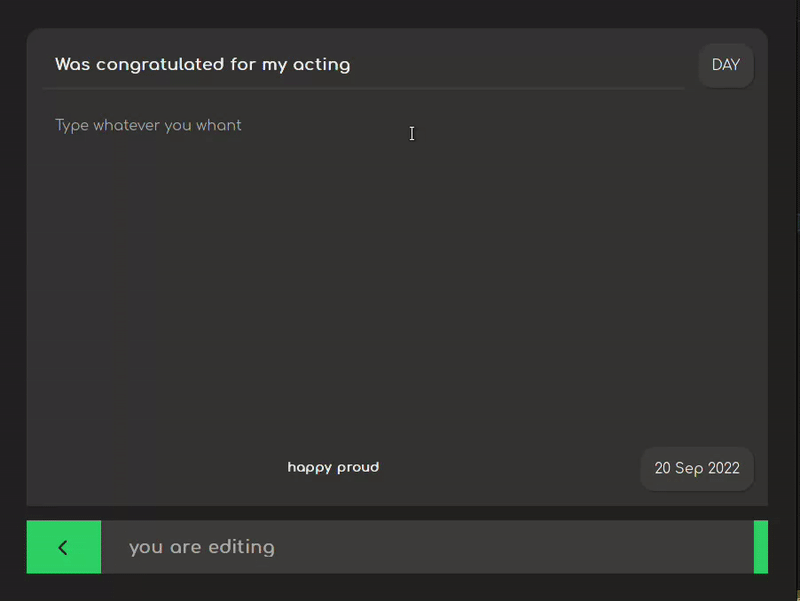 Was congratulated for my acting
DAY
Type whatever you whant
happy proud
20 Sep 2022
you are editing